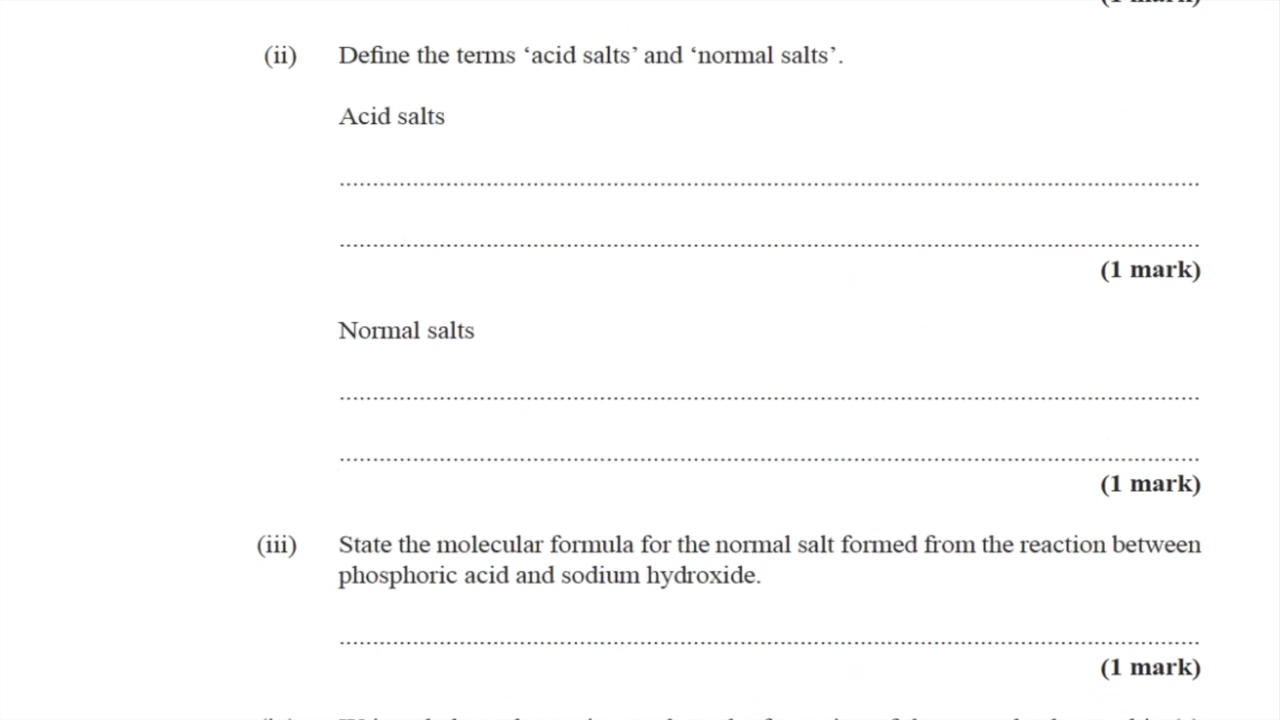 (ii) Define the terms ‘acid salts’ and ‘normal salts’.
Acid salts
................................................................................
................................................................................
(1 mark)
Normal salts
................................................................................
................................................................................
(1 mark)
(iii) State the molecular formula for the normal salt formed from the reaction between
phosphoric acid and sodium hydroxide.
................................................................................
(1 mark)